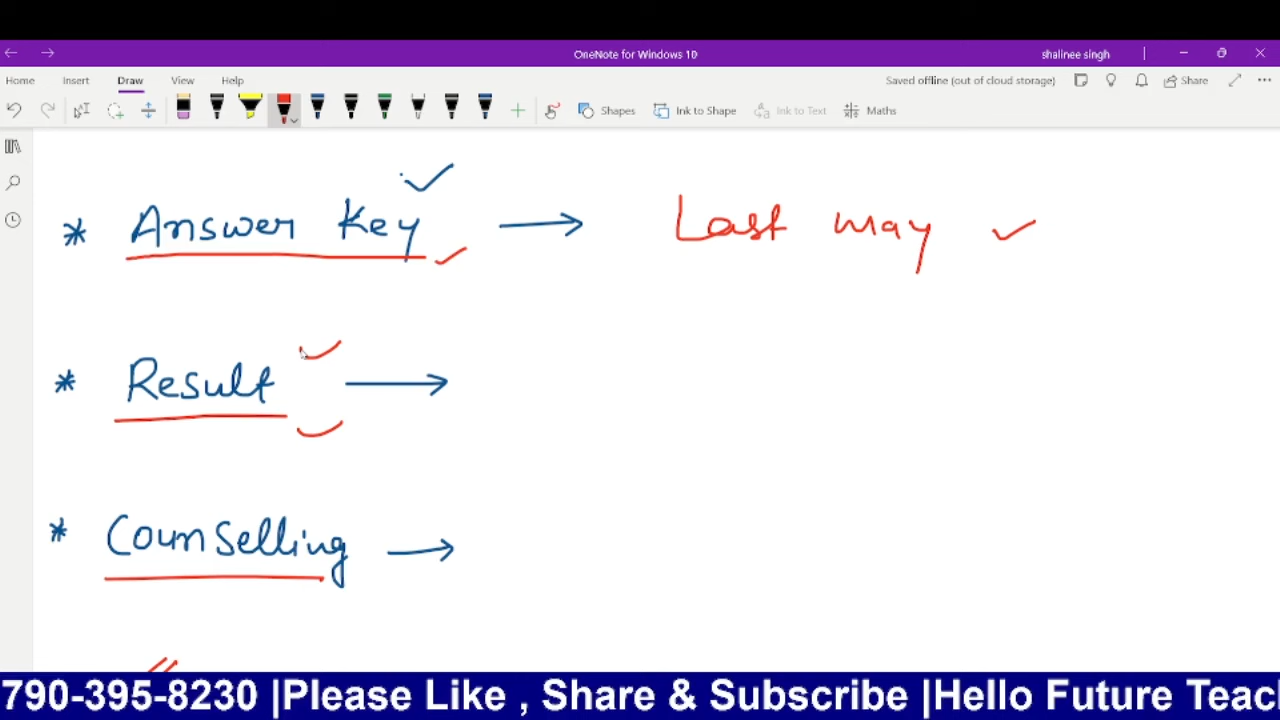 OneNote for Windows 10
shalinee singh
Home Insert Draw View Help
Saved offline (out of cloud storage)
Share
Shapes
Ink to Shape
Ink to Text
Maths
* Answer Key → Last may
* Result →
* Counselling →
790-395-8230 |Please Like , Share & Subscribe |Hello Future Teac